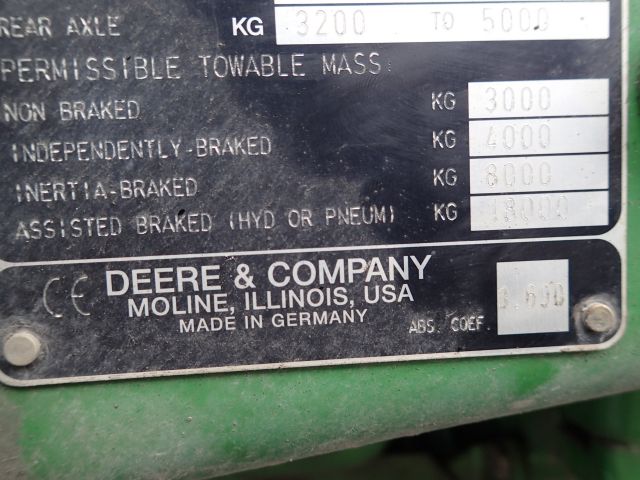 REAR AXLE KG 3200 TO 5000
PERMISSIBLE TOWABLE MASS:
NON BRAKED KG 3000
INDEPENDENTLY-BRAKED KG 4000
INERTIA-BRAKED KG 8000
ASSISTED BRAKED (HYD OR PNEUM) KG 18000
CE DEERE & COMPANY
MOLINE, ILLINOIS, USA
MADE IN GERMANY
ABS. COEF.